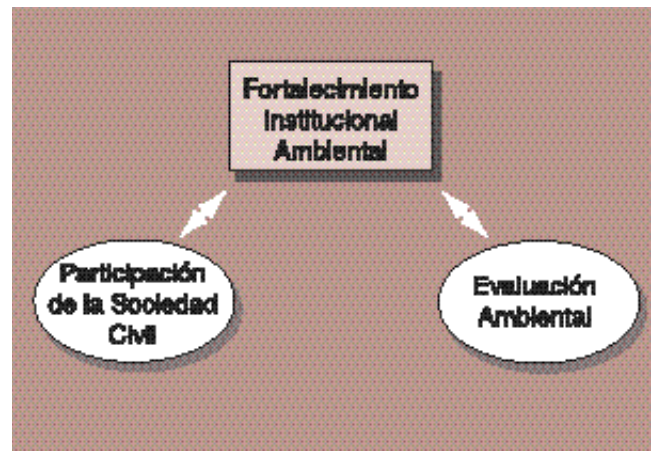 Fortalecimiento
Institucional
Ambiental
Participación
de la Sociedad
Civil
Evaluación
Ambiental